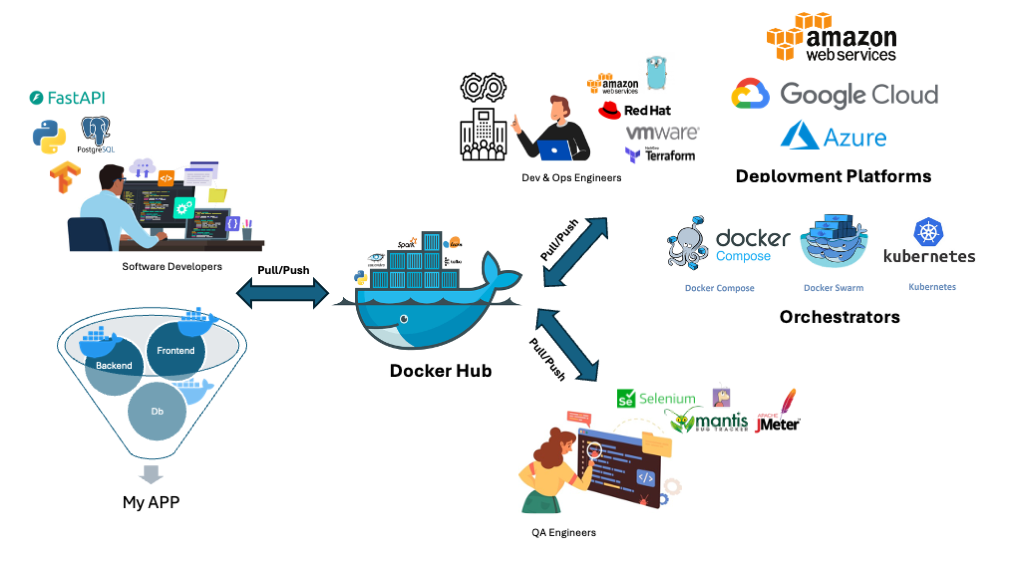 FastAPI
PostgreSQL
Software Developers
Pull/Push
Backend
Frontend
Db
My APP
Spark
kafka
Docker Hub
Pull/Push
Pull/Push
amazon
web services
Red Hat
vmware®
HashiCorp
Terraform
Dev & Ops Engineers
amazon
web services
Google Cloud
Azure
Deployment Platforms
docker
Compose
kubernetes
Docker Compose
Docker Swarm
Kubernetes
Orchestrators
Se
Selenium
mantis
BUG TRACKER
APACHE
JMeter
QA Engineers